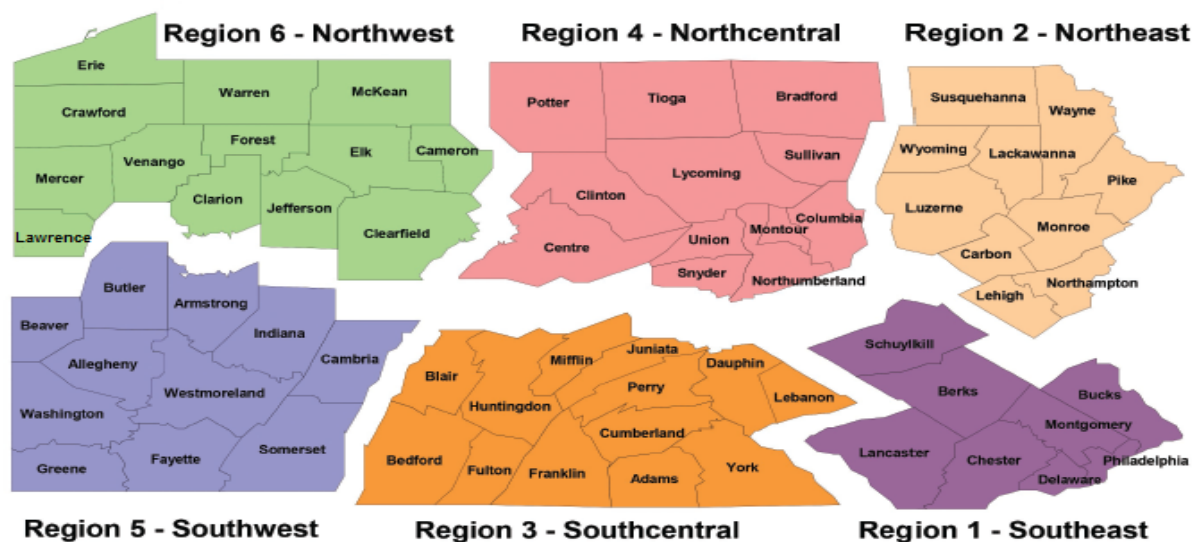 Region 6 - Northwest
Erie
Warren
McKean
Crawford
Forest
Venango
Elk
Cameron
Mercer
Clarion
Jefferson
Lawrence
Clearfield
Region 4 - Northcentral
Potter
Tioga
Bradford
Sullivan
Lycoming
Clinton
Columbia
Montour
Union
Centre
Snyder
Northumberland
Region 2 - Northeast
Susquehanna
Wayne
Wyoming
Lackawanna
Pike
Luzerne
Monroe
Carbon
Northampton
Lehigh
Butler
Armstrong
Beaver
Indiana
Allegheny
Cambria
Westmoreland
Washington
Somerset
Fayette
Greene
Region 5 - Southwest
Juniata
Mifflin
Dauphin
Blair
Perry
Lebanon
Huntingdon
Cumberland
Bedford
Fulton
Franklin
Adams
York
Region 3 - Southcentral
Schuylkill
Berks
Bucks
Montgomery
Lancaster
Chester
Philadelphia
Delaware
Region 1 - Southeast